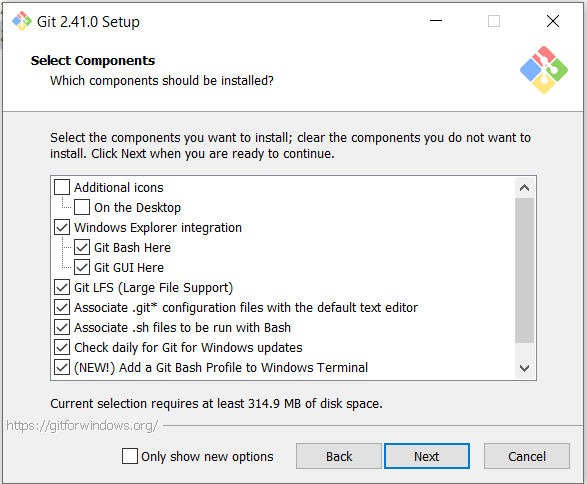 Git 2.41.0 Setup
Select Components
Which components should be installed?
Select the components you want to install; clear the components you do not want to
install. Click Next when you are ready to continue.
Additional icons
On the Desktop
Windows Explorer integration
Git Bash Here
Git GUI Here
Git LFS (Large File Support)
Associate .git* configuration files with the default text editor
Associate .sh files to be run with Bash
Check daily for Git for Windows updates
(NEW!) Add a Git Bash Profile to Windows Terminal
Current selection requires at least 314.9 MB of disk space.
https://gitforwindows.org/
Only show new options
Back
Next
Cancel